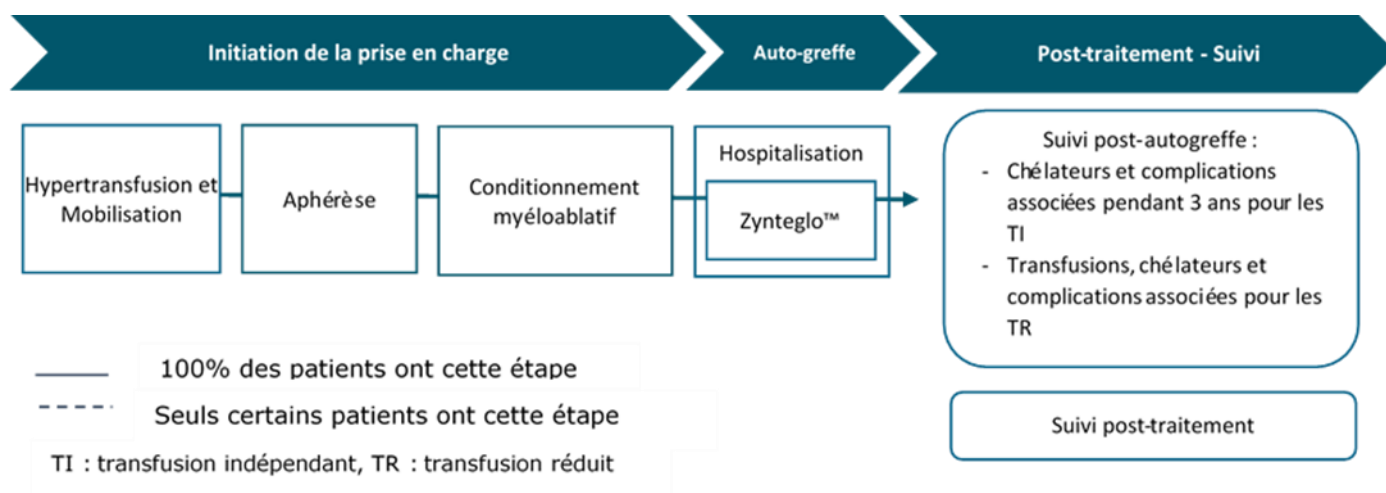 Initiation de la prise en charge
Auto-greffe
Post-traitement - Suivi
Hypertransfusion et
Mobilisation
Aphérèse
Conditionnement
myéloablatif
Hospitalisation
Zynteglo™
Suivi post-autogreffe :
- Chélateurs et complications
associées pendant 3 ans pour les
TI
- Transfusions, chélateurs et
complications associées pour les
TR
Suivi post-traitement
100% des patients ont cette étape
Seuls certains patients ont cette étape
TI : transfusion indépendant, TR : transfusion réduit